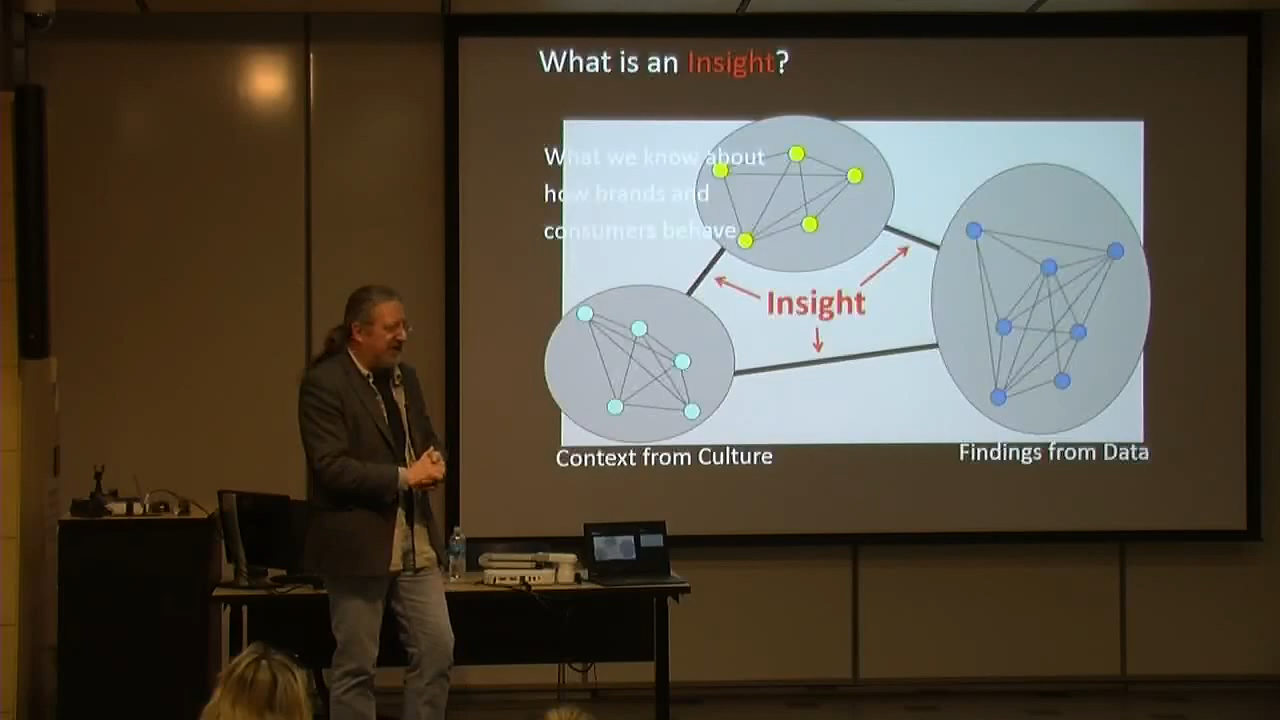 What is an Insight?
What we know about
how brands and
consumers behave
Insight
Context from Culture
Findings from Data